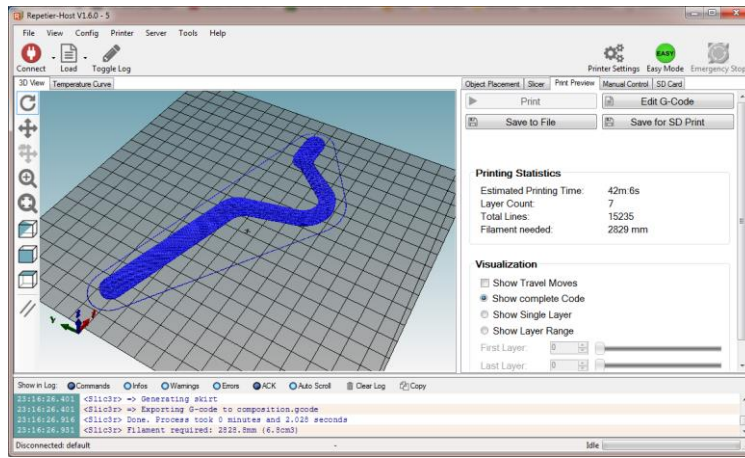 Repetier-Host V1.6.0 - 5
File View Config Printer Server Tools Help
Connect Load Toggle Log Printer Settings Easy Mode Emergency Stop
EASY
3D View Temperature Curve Object Placement Slicer Print Preview Manual Control SD Card
Print Edit G-Code
Save to File Save for SD Print
Printing Statistics
Estimated Printing Time: 42m:6s
Layer Count: 7
Total Lines: 15235
Filament needed: 2829 mm
Visualization
Show Travel Moves
Show complete Code
Show Single Layer
Show Layer Range
First Layer: 0
Last Layer: 0
Y
Show in Log: Commands Infos Warnings Errors ACK Auto Scroll Clear Log Copy
23:16:26.401 <Slic3r> => Generating skirt
23:16:26.401 <Slic3r> => Exporting G-code to composition.gcode
23:16:26.916 <Slic3r> Done. Process took 0 minutes and 2.028 seconds
23:16:26.931 <Slic3r> Filament required: 2828.8mm (6.8cm3)
Disconnected: default - Idle